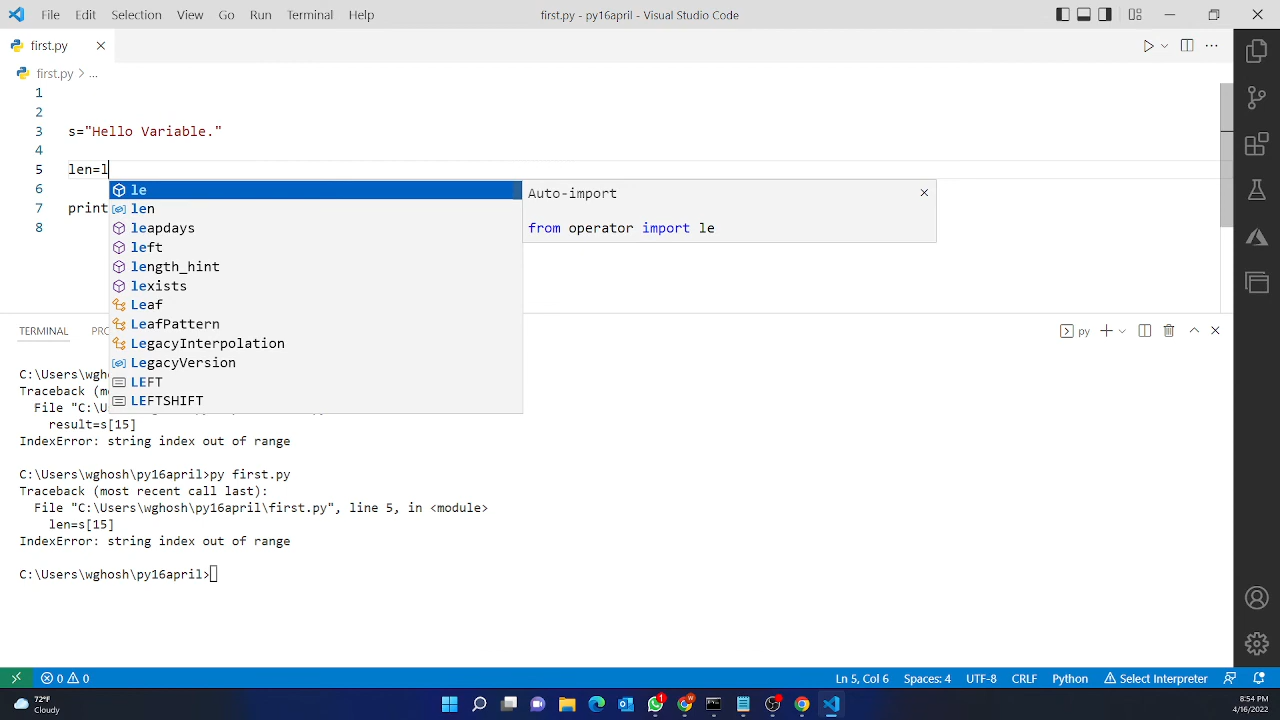 File Edit Selection View Go Run Terminal Help first.py - py16april - Visual Studio Code
first.py
first.py > ...
1
2
3 s="Hello Variable."
4
5 len=l
6
7 print
8
le
len
leapdays
left
length_hint
lexists
Leaf
LeafPattern
LegacyInterpolation
LegacyVersion
LEFT
LEFTSHIFT
Auto-import
from operator import le
TERMINAL
py
C:\Users\wgho
Traceback (mo
File "C:\U
result=s[15]
IndexError: string index out of range
C:\Users\wghosh\py16april>py first.py
Traceback (most recent call last):
File "C:\Users\wghosh\py16april\first.py", line 5, in <module>
len=s[15]
IndexError: string index out of range
C:\Users\wghosh\py16april>
0 0 Ln 5, Col 6 Spaces: 4 UTF-8 CRLF Python Select Interpreter
72°F
Cloudy
1
8:54 PM
4/16/2022